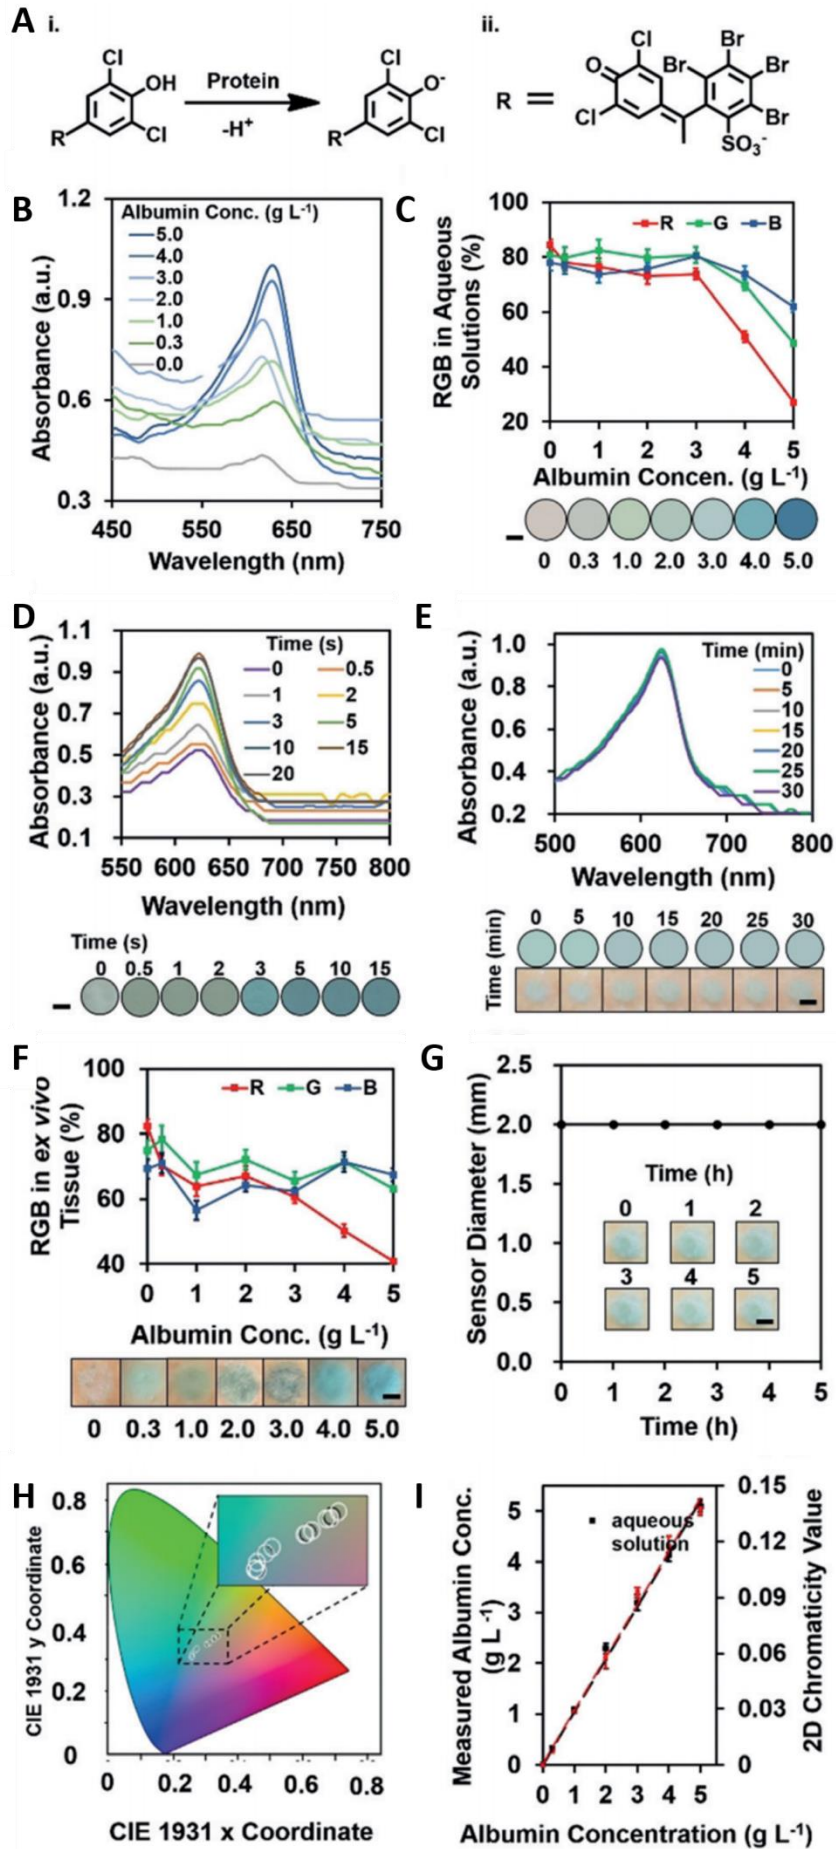 A i.
ii.
Cl
OH
Cl
R
Protein
-H⁺
Cl
O⁻
Cl
R
R =
Cl
O
Cl
Br
Br
Br
Br
SO₃⁻
B
1.2
0.9
0.6
0.3
Absorbance (a.u.)
Albumin Conc. (g L⁻¹)
5.0
4.0
3.0
2.0
1.0
0.3
0.0
450 550 650 750
Wavelength (nm)
C
100
80
60
40
20
RGB in Aqueous
Solutions (%)
R G B
0 1 2 3 4 5
Albumin Concen. (g L⁻¹)
0 0.3 1.0 2.0 3.0 4.0 5.0
D
1.1
0.9
0.7
0.5
0.3
0.1
Absorbance (a.u.)
Time (s)
0 0.5
1 2
3 5
10 15
20
550 600 650 700 750 800
Wavelength (nm)
Time (s)
0 0.5 1 2 3 5 10 15
E
1.0
0.8
0.6
0.4
0.2
Absorbance (a.u.)
Time (min)
0
5
10
15
20
25
30
500 600 700 800
Wavelength (nm)
Time (min)
0 5 10 15 20 25 30
F
100
80
60
40
RGB in ex vivo
Tissue (%)
R G B
0 1 2 3 4 5
Albumin Conc. (g L⁻¹)
0 0.3 1.0 2.0 3.0 4.0 5.0
G
2.5
2.0
1.5
1.0
0.5
0.0
Sensor Diameter (mm)
Time (h)
0 1 2
3 4 5
0 1 2 3 4 5
Time (h)
H
0.8
0.6
0.4
0.2
0
CIE 1931 y Coordinate
0 0.2 0.4 0.6 0.8
CIE 1931 x Coordinate
I
5
4
3
2
1
0
Measured Albumin Conc.
(g L⁻¹)
aqueous
solution
0.15
0.12
0.09
0.06
0.03
0
2D Chromaticity Value
0 1 2 3 4 5
Albumin Concentration (g L⁻¹)